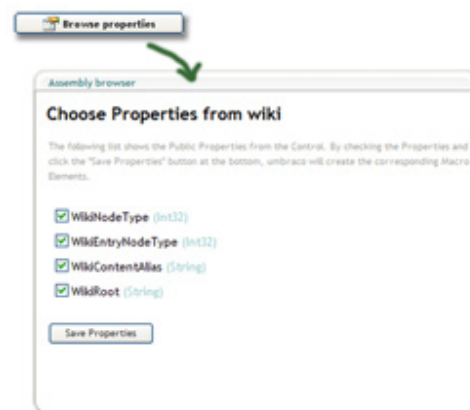 Browse properties
Assembly browser
Choose Properties from wiki
The following list shows the Public Properties from the Control. By checking the Properties and
click the "Save Properties" button at the bottom, umbraco will create the corresponding Macro
Elements.
WikiNodeType (Int32)
WikiEntryNodeType (Int32)
WikiContentAlias (String)
WikiRoot (String)
Save Properties